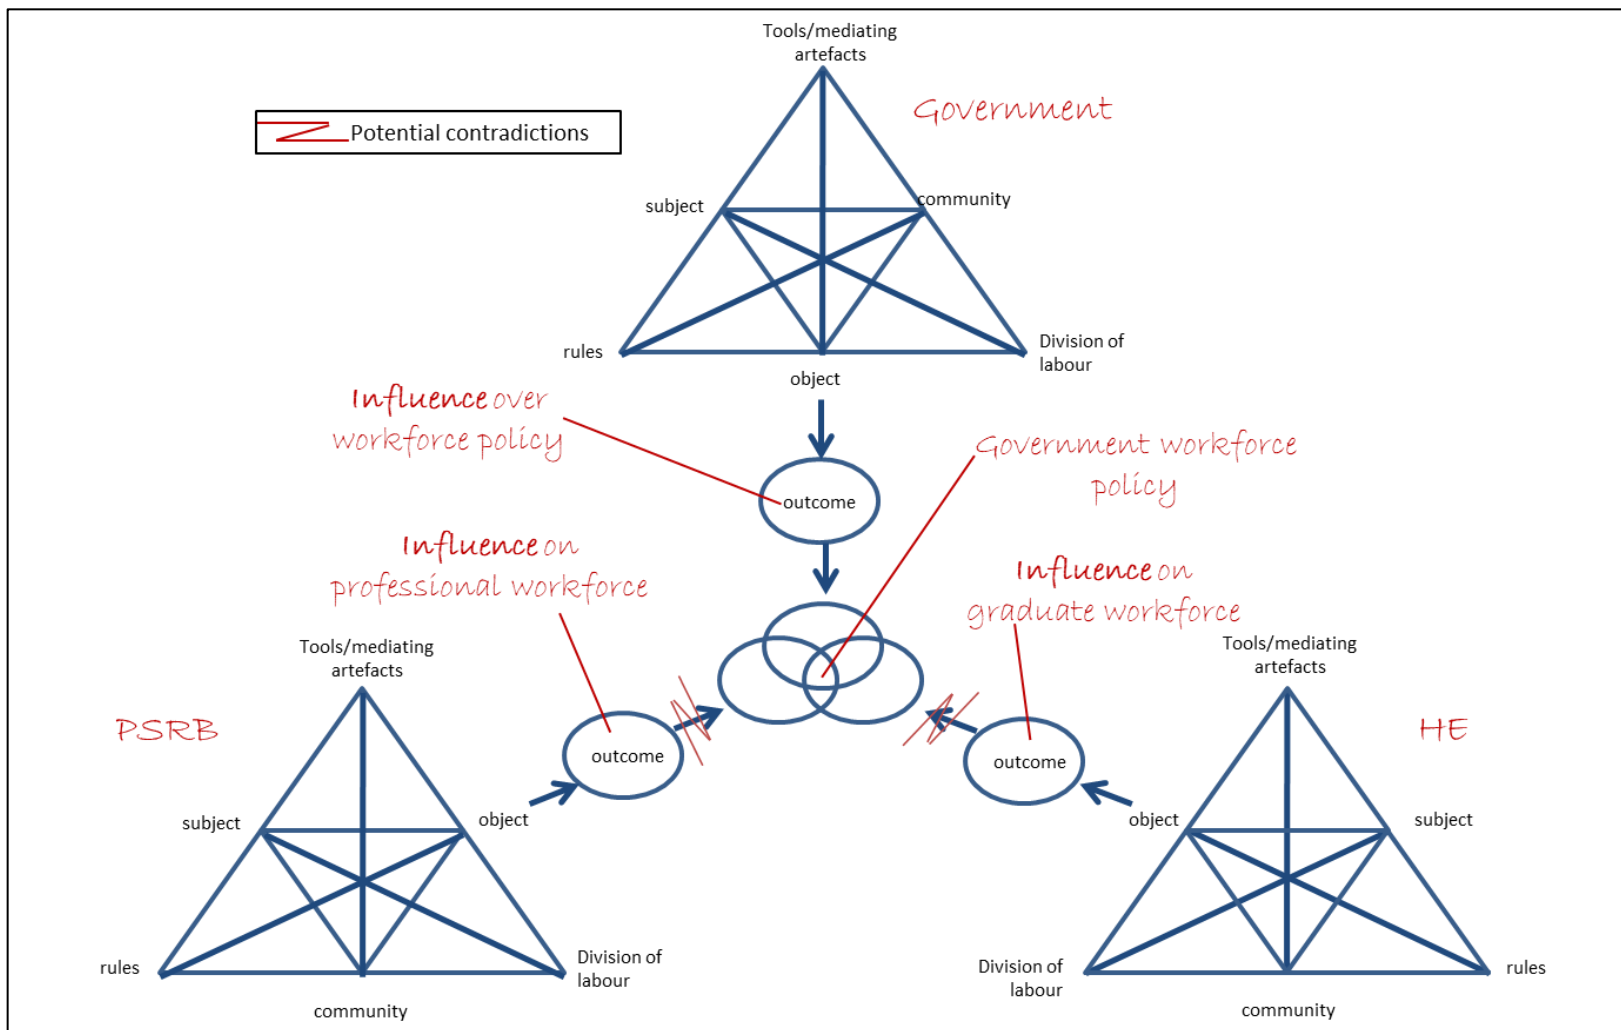 Tools/mediating
artefacts
Government
Potential contradictions
subject
community
rules
Division of
labour
object
Influence over
workforce policy
Government workforce
policy
outcome
Influence on
professional workforce
Influence on
graduate workforce
Tools/mediating
artefacts
Tools/mediating
artefacts
PSRB
HE
outcome
outcome
subject
object
object
subject
rules
Division of
labour
community
Division of
labour
rules
community